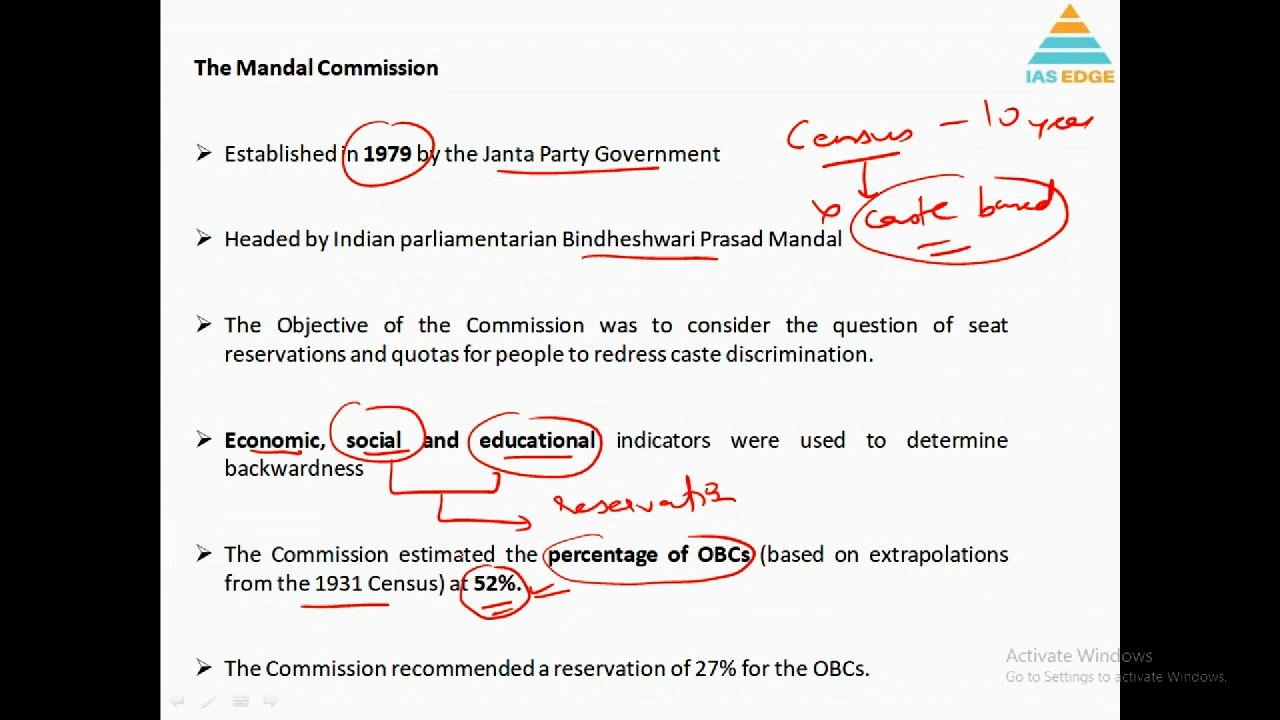 IAS EDGE
The Mandal Commission
Census – 10 year
➢ Established in 1979 by the Janta Party Government
caste based
➢ Headed by Indian parliamentarian Bindheshwari Prasad Mandal
➢ The Objective of the Commission was to consider the question of seat
reservations and quotas for people to redress caste discrimination.
➢ Economic, social and educational indicators were used to determine
backwardness
reservation
➢ The Commission estimated the percentage of OBCs (based on extrapolations
from the 1931 Census) at 52%.
➢ The Commission recommended a reservation of 27% for the OBCs.
Activate Windows
Go to Settings to activate Windows.